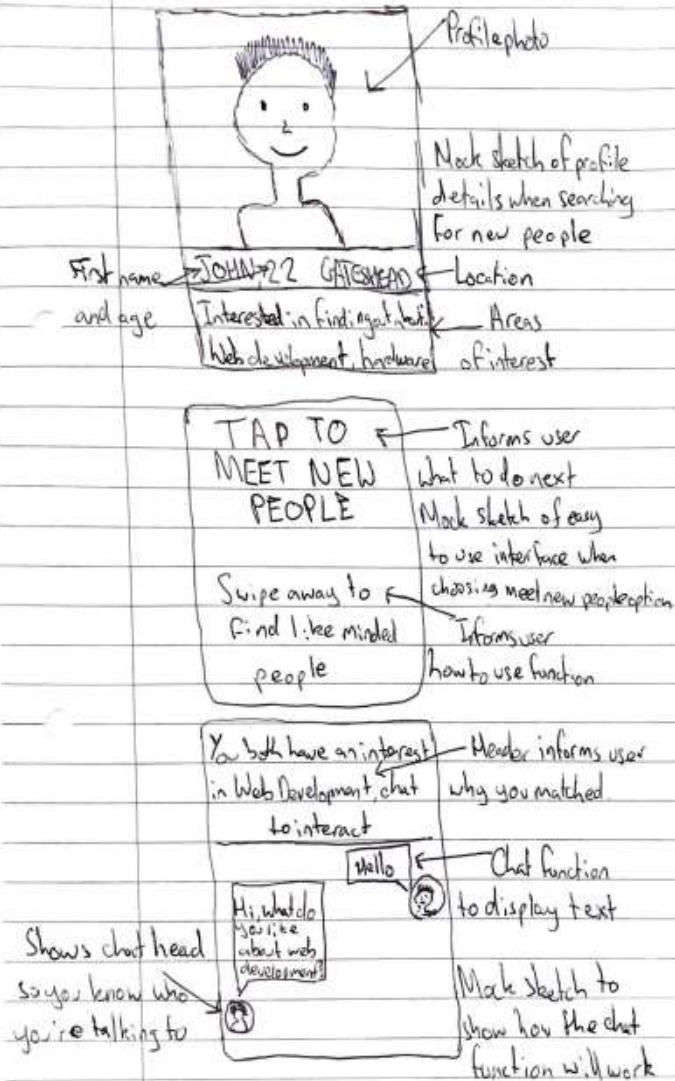 Profile photo
Mock sketch of profile
details when searching
for new people
First name
and age
JOHN, 22 GATESHEAD
Location
Interested in finding out about
Web development, hardware
Areas
of interest
TAP TO
MEET NEW
PEOPLE
Informs user
what to do next
Mock sketch of easy
to use interface when
choosing meet new people option
Swipe away to
find like minded
people
Informs user
how to use function
You both have an interest
in Web Development, chat
to interact
Header informs user
why you matched.
Hello
Chat function
to display text
Hi, what do
you like
about web
development?
Shows chat head
so you know who
you're talking to
Mock sketch to
show how the chat
function will work